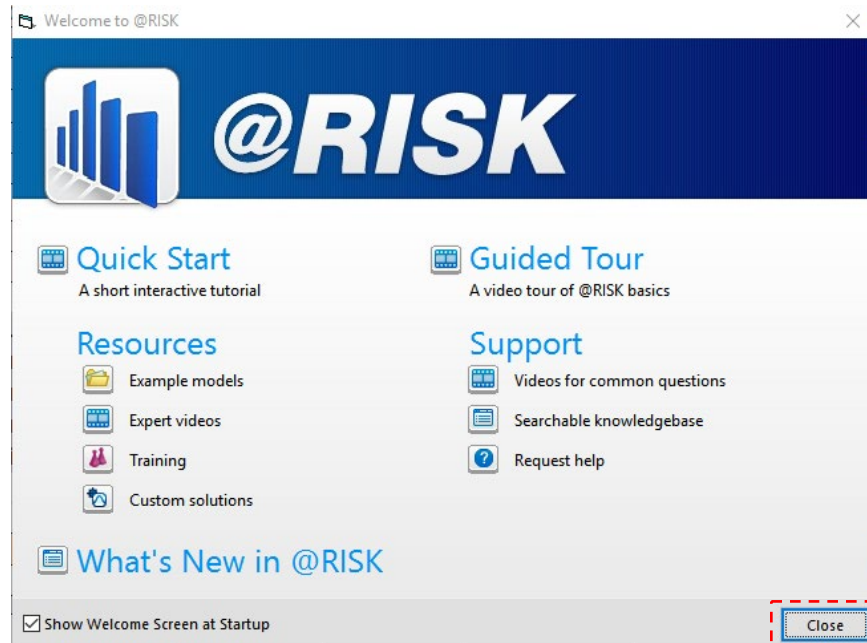 Welcome to @RISK
@RISK
Quick Start
A short interactive tutorial
Guided Tour
A video tour of @RISK basics
Resources
Example models
Expert videos
Training
Custom solutions
Support
Videos for common questions
Searchable knowledgebase
Request help
What's New in @RISK
Show Welcome Screen at Startup
Close